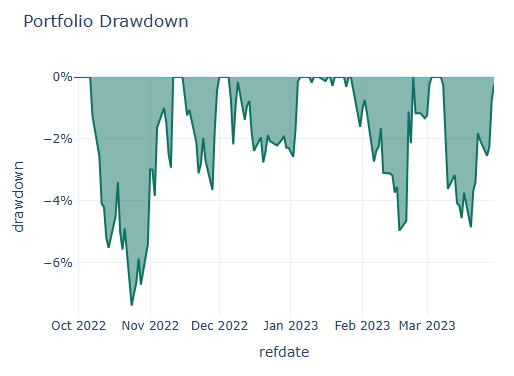 Portfolio Drawdown
0%
−2%
−4%
−6%
drawdown
Oct 2022 Nov 2022 Dec 2022 Jan 2023 Feb 2023 Mar 2023
refdate